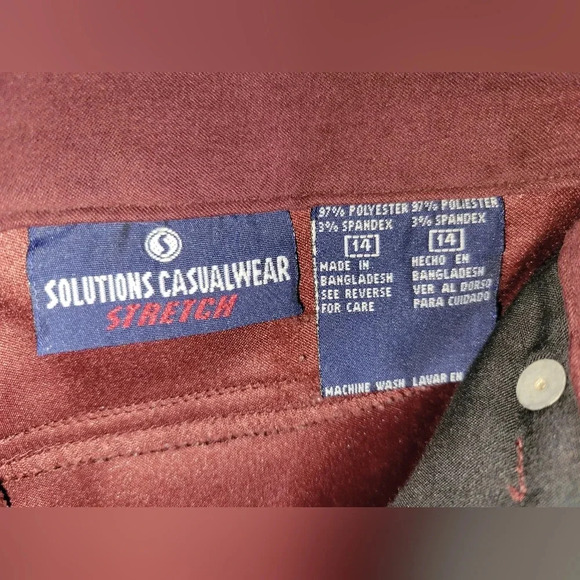 S
SOLUTIONS CASUALWEAR
STRETCH
97% POLYESTER
3% SPANDEX
14
MADE IN
BANGLADESH
SEE REVERSE
FOR CARE
MACHINE WASH
97% POLIESTER
3% SPANDEX
14
HECHO EN
BANGLADESH
VER AL DORSO
PARA CUIDADO
LAVAR EN